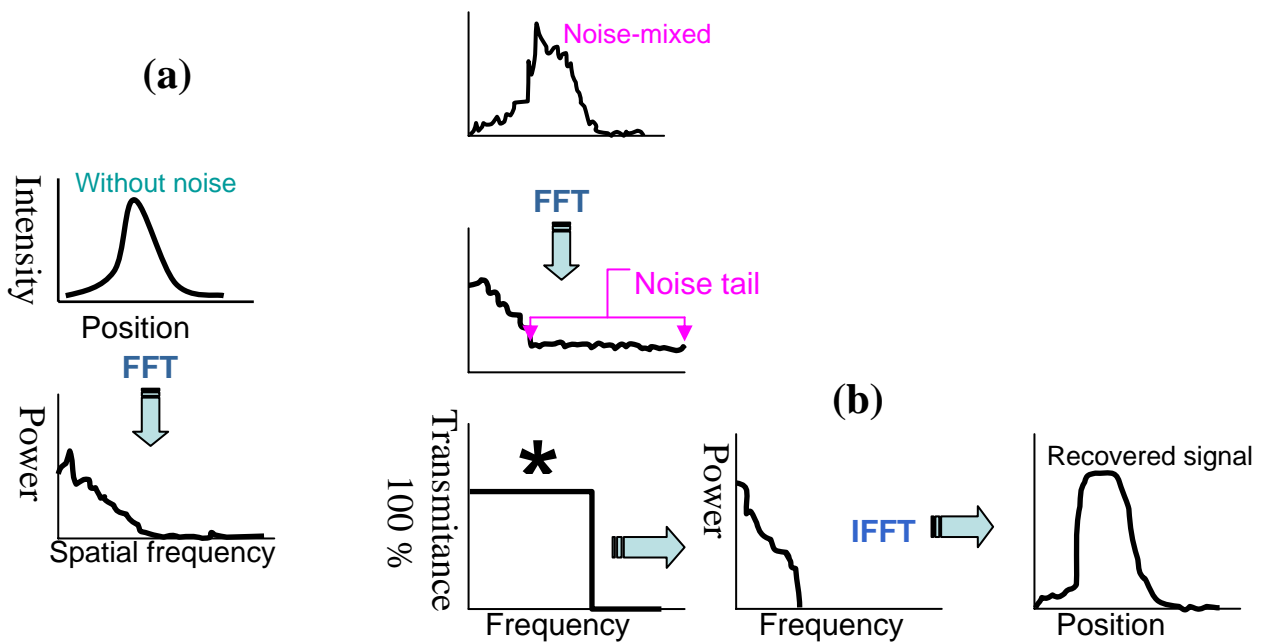 (a)
Without noise
Intensity
Position
FFT
Power
Spatial frequency
Noise-mixed
FFT
Noise tail
Transmitance
100 %
*
Frequency
(b)
Power
Frequency
IFFT
Recovered signal
Position